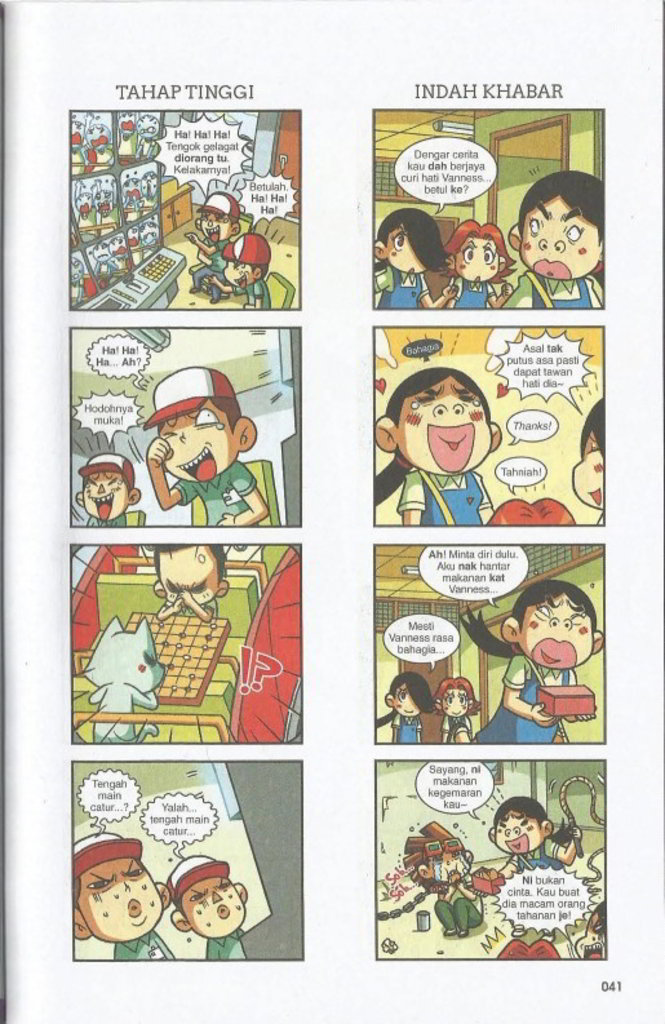 TAHAP TINGGI
Ha! Ha! Ha!
Tengok gelagat
diorang tu.
Kelakarnya!
Betulah.
Ha! Ha!
Ha!
Ha! Ha!
Ha... Ah?
Hodohnya
muka!
!?
Tengah
main
catur...?
Yalah...
tengah main
catur...
INDAH KHABAR
Dengar cerita
kau dah berjaya
curi hati Vanness...
betul ke?
Bahagia
Asal tak
putus asa pasti
dapat tawan
hati dia~
Thanks!
Tahniah!
Ah! Minta diri dulu.
Aku nak hantar
makanan kat
Vanness...
Mesti
Vanness rasa
bahagia...
Sayang, ni
makanan
kegemaran
kau~
Sob..
Sob..
Ni bukan
cinta. Kau buat
dia macam orang
tahanan je!
041